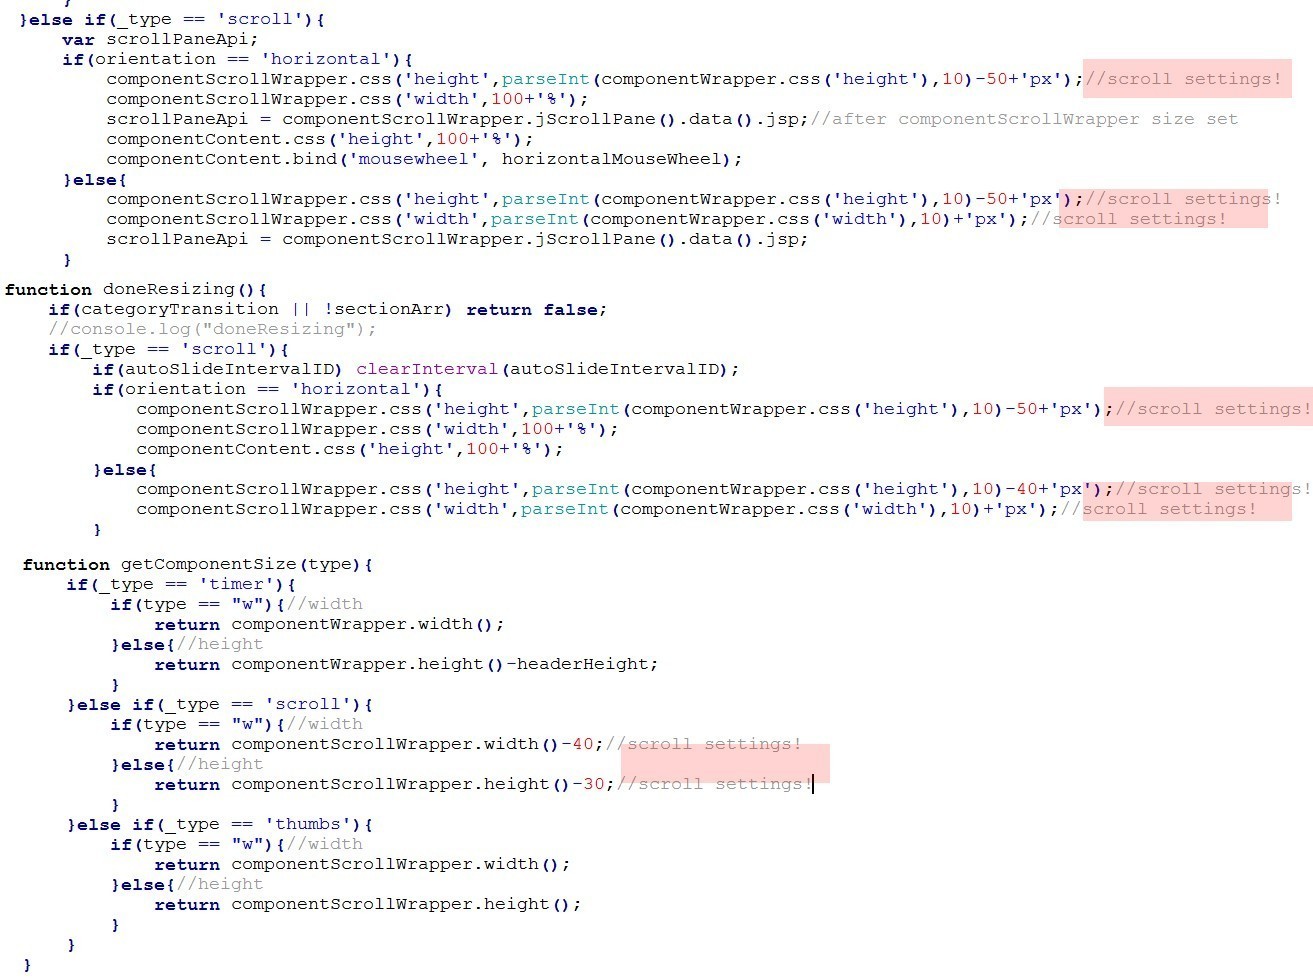 }else if(_type == 'scroll'){
var scrollPaneApi;
if(orientation == 'horizontal'){
componentScrollWrapper.css('height',parseInt(componentWrapper.css('height'),10)-50+'px');//scroll settings!
componentScrollWrapper.css('width',100+'%');
scrollPaneApi = componentScrollWrapper.jScrollPane().data().jsp;//after componentScrollWrapper size set
componentContent.css('height',100+'%');
componentContent.bind('mousewheel', horizontalMouseWheel);
}else{
componentScrollWrapper.css('height',parseInt(componentWrapper.css('height'),10)-50+'px');//scroll settings!
componentScrollWrapper.css('width',parseInt(componentWrapper.css('width'),10)+'px');//scroll settings!
scrollPaneApi = componentScrollWrapper.jScrollPane().data().jsp;
}
function doneResizing(){
if(categoryTransition || !sectionArr) return false;
//console.log("doneResizing");
if(_type == 'scroll'){
if(autoSlideIntervalID) clearInterval(autoSlideIntervalID);
if(orientation == 'horizontal'){
componentScrollWrapper.css('height',parseInt(componentWrapper.css('height'),10)-50+'px');//scroll settings!
componentScrollWrapper.css('width',100+'%');
componentContent.css('height',100+'%');
}else{
componentScrollWrapper.css('height',parseInt(componentWrapper.css('height'),10)-40+'px');//scroll settings!
componentScrollWrapper.css('width',parseInt(componentWrapper.css('width'),10)+'px');//scroll settings!
}
function getComponentSize(type){
if(_type == 'timer'){
if(type == "w"){//width
return componentWrapper.width();
}else{//height
return componentWrapper.height()-headerHeight;
}
}else if(_type == 'scroll'){
if(type == "w"){//width
return componentScrollWrapper.width()-40;//scroll settings!
}else{//height
return componentScrollWrapper.height()-30;//scroll settings!
}
}else if(_type == 'thumbs'){
if(type == "w"){//width
return componentScrollWrapper.width();
}else{//height
return componentScrollWrapper.height();
}
}
}